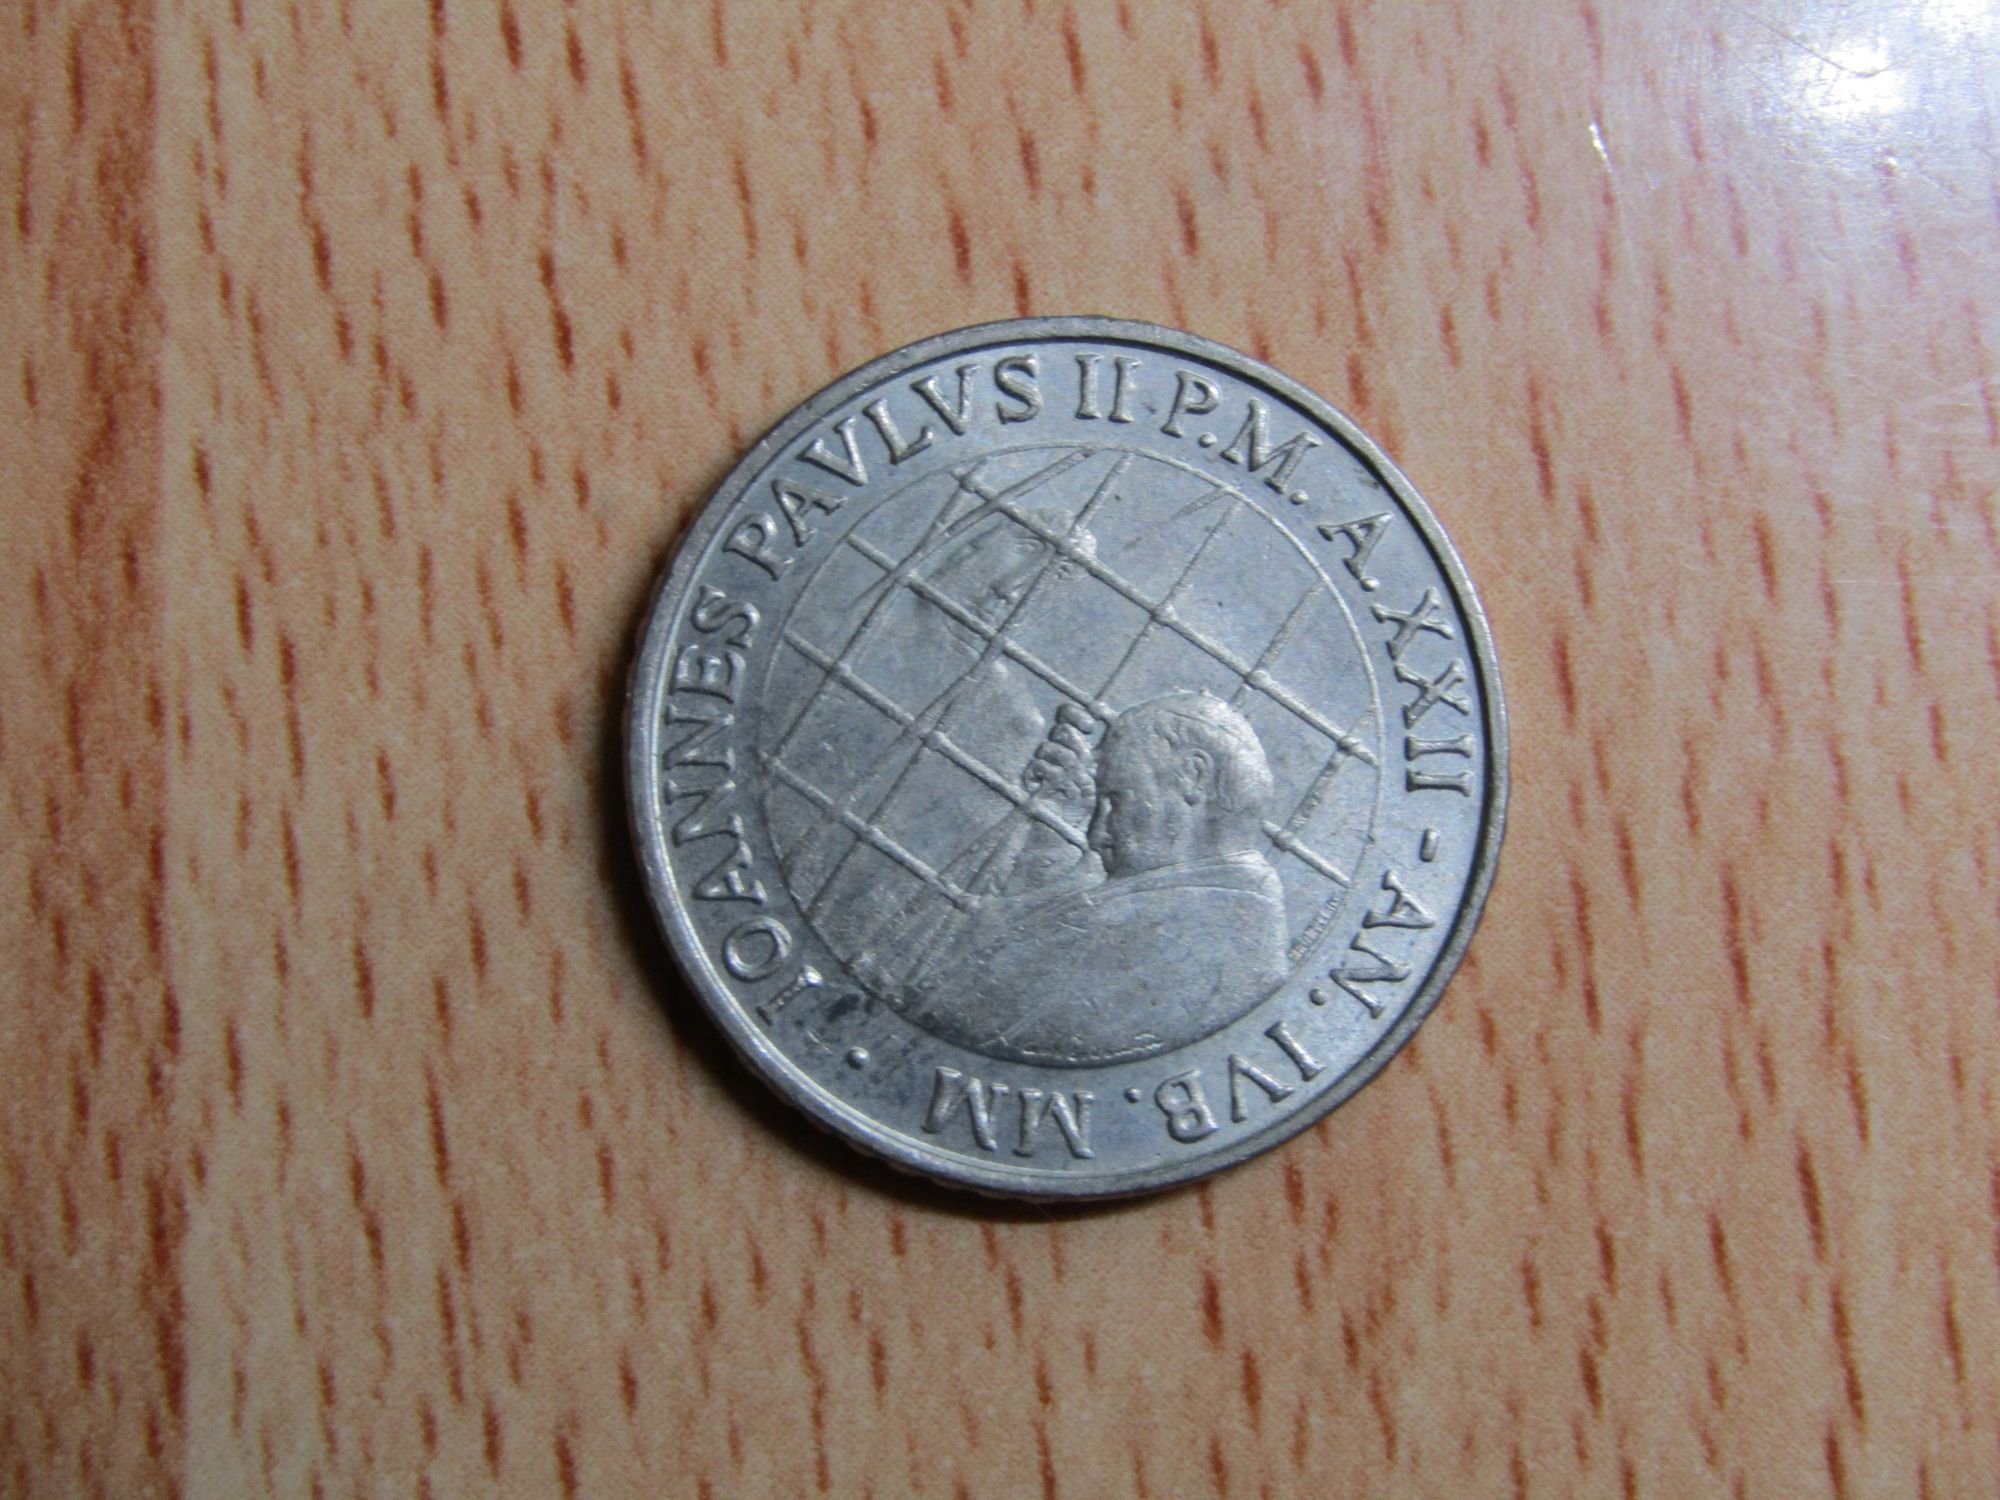 IOANNES PAVLVS II P.M. A. XXII - AN. IVB. MM ·